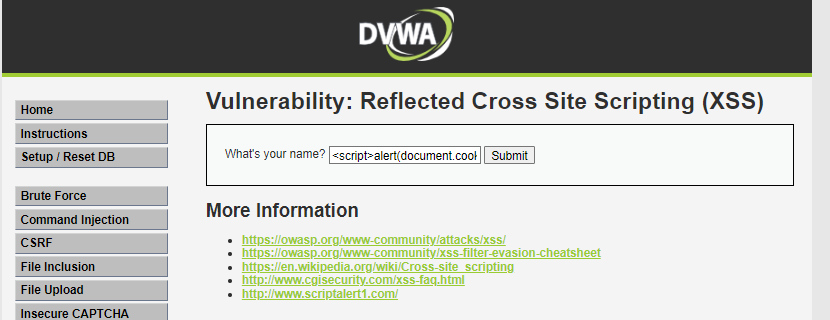 DVWA
Vulnerability: Reflected Cross Site Scripting (XSS)
Home
Instructions
Setup / Reset DB
Brute Force
Command Injection
CSRF
File Inclusion
File Upload
Insecure CAPTCHA
What's your name? <script>alert(document.cool Submit
More Information
https://owasp.org/www-community/attacks/xss/
https://owasp.org/www-community/xss-filter-evasion-cheatsheet
https://en.wikipedia.org/wiki/Cross-site_scripting
http://www.cgisecurity.com/xss-faq.html
http://www.scriptalert1.com/